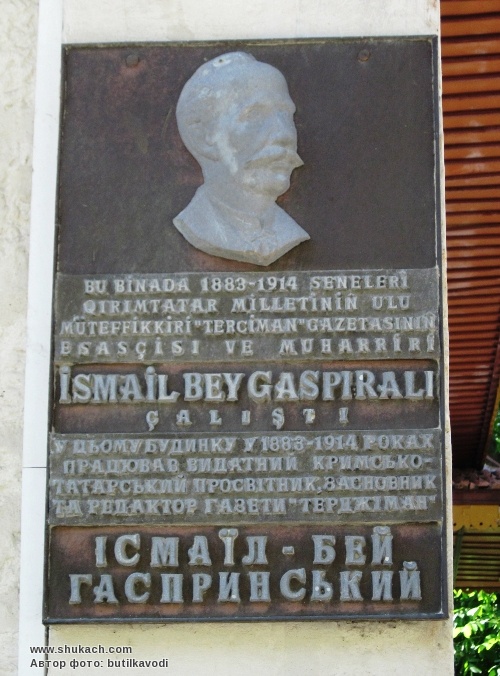 BU BİNADA 1883-1914 SENELERİ
QIRIMTATAR MİLLETİNİÑ ULU
MÜTEFFİKKİRİ "TERCİMAN" GAZETASININ
ESASÇİSI VE MUHARRİRİ
İSMAİL BEY GASPIRALI
ÇALIŞTI
У ЦЬОМУ БУДИНКУ У 1883-1914 РОКАХ
ПРАЦЮВАВ ВИДАТНИЙ КРИМСЬКО-
ТАТАРСЬКИЙ ПРОСВІТНИК, ЗАСНОВНИК
ТА РЕДАКТОР ГАЗЕТИ "ТЕРДЖІМАН"
ІСМАЇЛ - БЕЙ
ГАСПРИНСЬКИЙ
www.shukach.com
Автор фото: butilkavodi